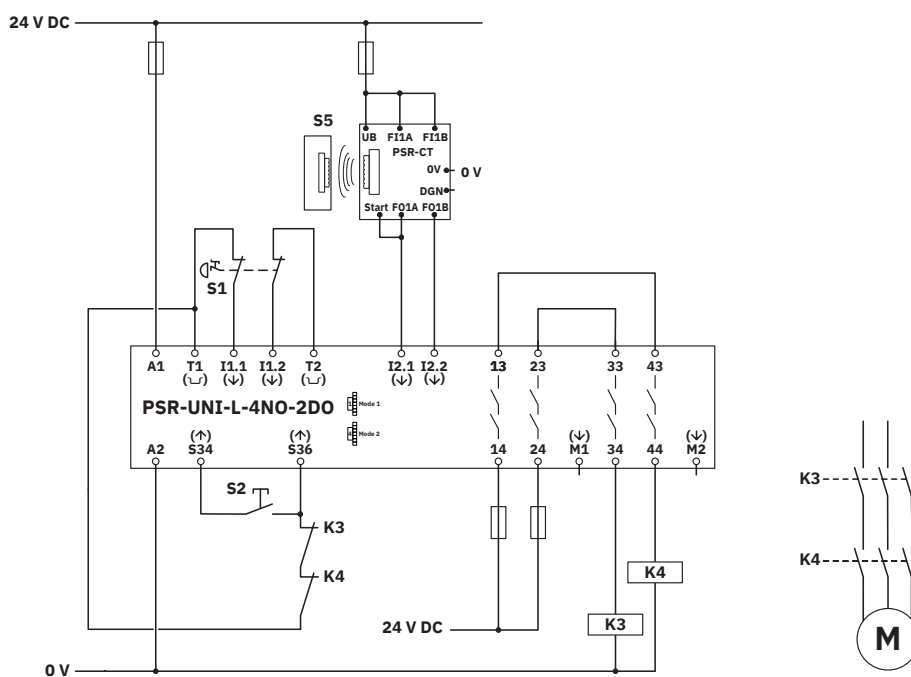 24 V DC
S5
UB FI1A FI1B
PSR-CT
0V 0 V
DGN
Start FO1A FO1B
S1
A1 T1 I1.1 I1.2 T2 I2.1 I2.2 13 23 33 43
PSR-UNI-L-4NO-2DO
1 Mode 1
4 Mode 2
A2 S34 S36 14 24 M1 34 44 M2
S2
K3
K4
K4
K3
24 V DC
0 V
K3
K4
M